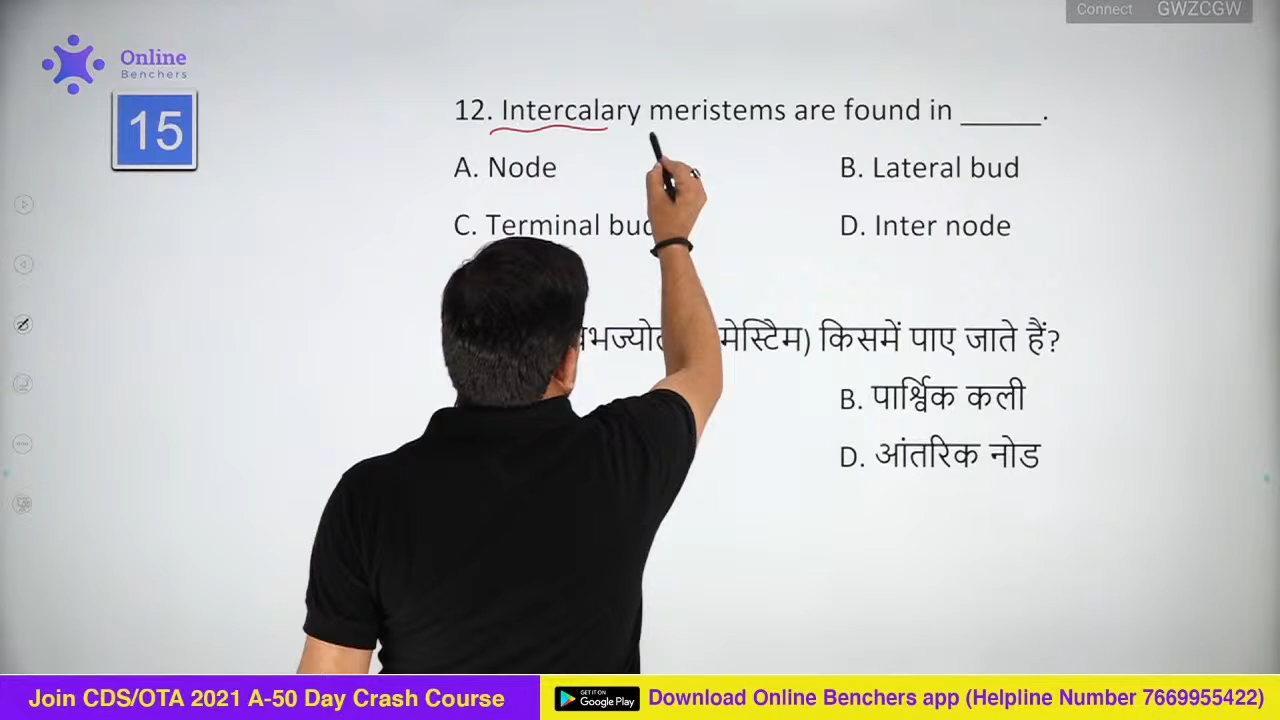 Connect GWZCGW
Online
Benchers
15
12. Intercalary meristems are found in _____.
A. Node
B. Lateral bud
C. Terminal
D. Inter node
किसमें पाए जाते हैं?
B. पार्श्विक कली
D. आंतरिक नोड
Join CDS/OTA 2021 A-50 Day Crash Course
GET IT ON
Google Play
Download Online Benchers app (Helpline Number 7669955422)